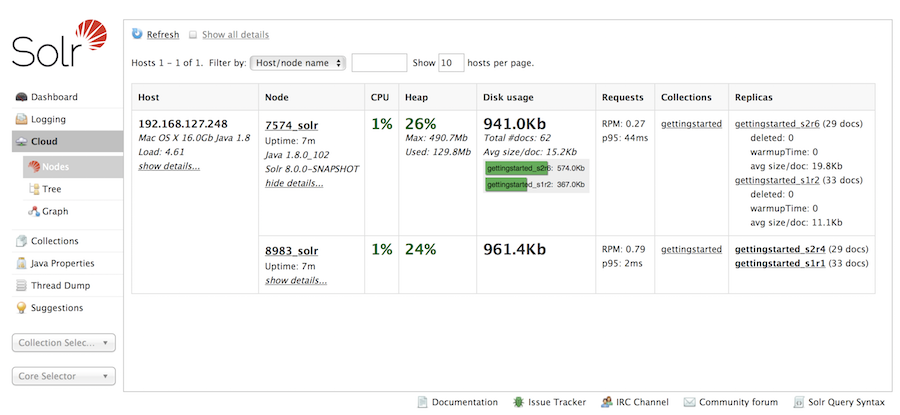 Solr
Dashboard
Logging
Cloud
Nodes
Tree
Graph
Collections
Java Properties
Thread Dump
Suggestions
Collection Selec...
Core Selector
Refresh Show all details
Hosts 1 - 1 of 1. Filter by: Host/node name Show 10 hosts per page.
Host Node CPU Heap Disk usage Requests Collections Replicas
192.168.127.248
Mac OS X 16.0Gb Java 1.8
Load: 4.61
show details...
7574_solr
Uptime: 7m
Java 1.8.0_102
Solr 8.0.0-SNAPSHOT
hide details...
1%
26%
Max: 490.7Mb
Used: 129.8Mb
941.0Kb
Total #docs: 62
Avg size/doc: 15.2Kb
gettingstarted_s2r6: 574.0Kb
gettingstarted_s1r2: 367.0Kb
RPM: 0.27
p95: 44ms
gettingstarted
gettingstarted_s2r6 (29 docs)
deleted: 0
warmupTime: 0
avg size/doc: 19.8Kb
gettingstarted_s1r2 (33 docs)
deleted: 0
warmupTime: 0
avg size/doc: 11.1Kb
8983_solr
Uptime: 7m
show details...
1%
24%
961.4Kb
RPM: 0.79
p95: 2ms
gettingstarted
gettingstarted_s2r4 (29 docs)
gettingstarted_s1r1 (33 docs)
Documentation Issue Tracker IRC Channel Community forum Solr Query Syntax